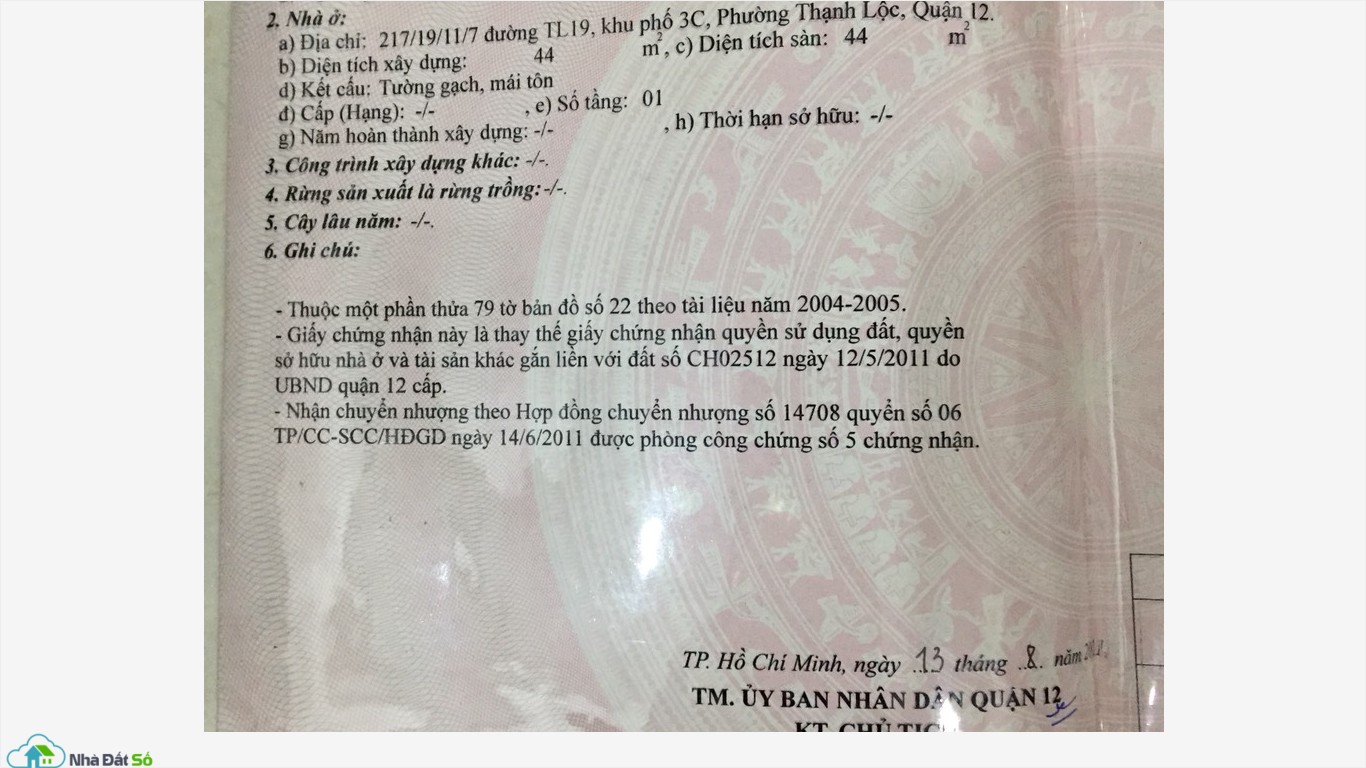 2. Nhà ở:
a) Địa chỉ: 217/19/11/7 đường TL19, khu phố 3C, Phường Thạnh Lộc, Quận 12.
b) Diện tích xây dựng: 44 m², c) Diện tích sàn: 44 m²
d) Kết cấu: Tường gạch, mái tôn
đ) Cấp (Hạng): -/- , e) Số tầng: 01
g) Năm hoàn thành xây dựng: -/- , h) Thời hạn sở hữu: -/-
3. Công trình xây dựng khác: -/-.
4. Rừng sản xuất là rừng trồng: -/-.
5. Cây lâu năm: -/-.
6. Ghi chú:
- Thuộc một phần thửa 79 tờ bản đồ số 22 theo tài liệu năm 2004-2005.
- Giấy chứng nhận này là thay thế giấy chứng nhận quyền sử dụng đất, quyền
sở hữu nhà ở và tài sản khác gắn liền với đất số CH02512 ngày 12/5/2011 do
UBND quận 12 cấp.
- Nhận chuyển nhượng theo Hợp đồng chuyển nhượng số 14708 quyển số 06
TP/CC-SCC/HĐGD ngày 14/6/2011 được phòng công chứng số 5 chứng nhận.
TP. Hồ Chí Minh, ngày 13 tháng 8 năm
TM. ỦY BAN NHÂN DÂN QUẬN 12
KT. CHỦ
Nhà Đất Số